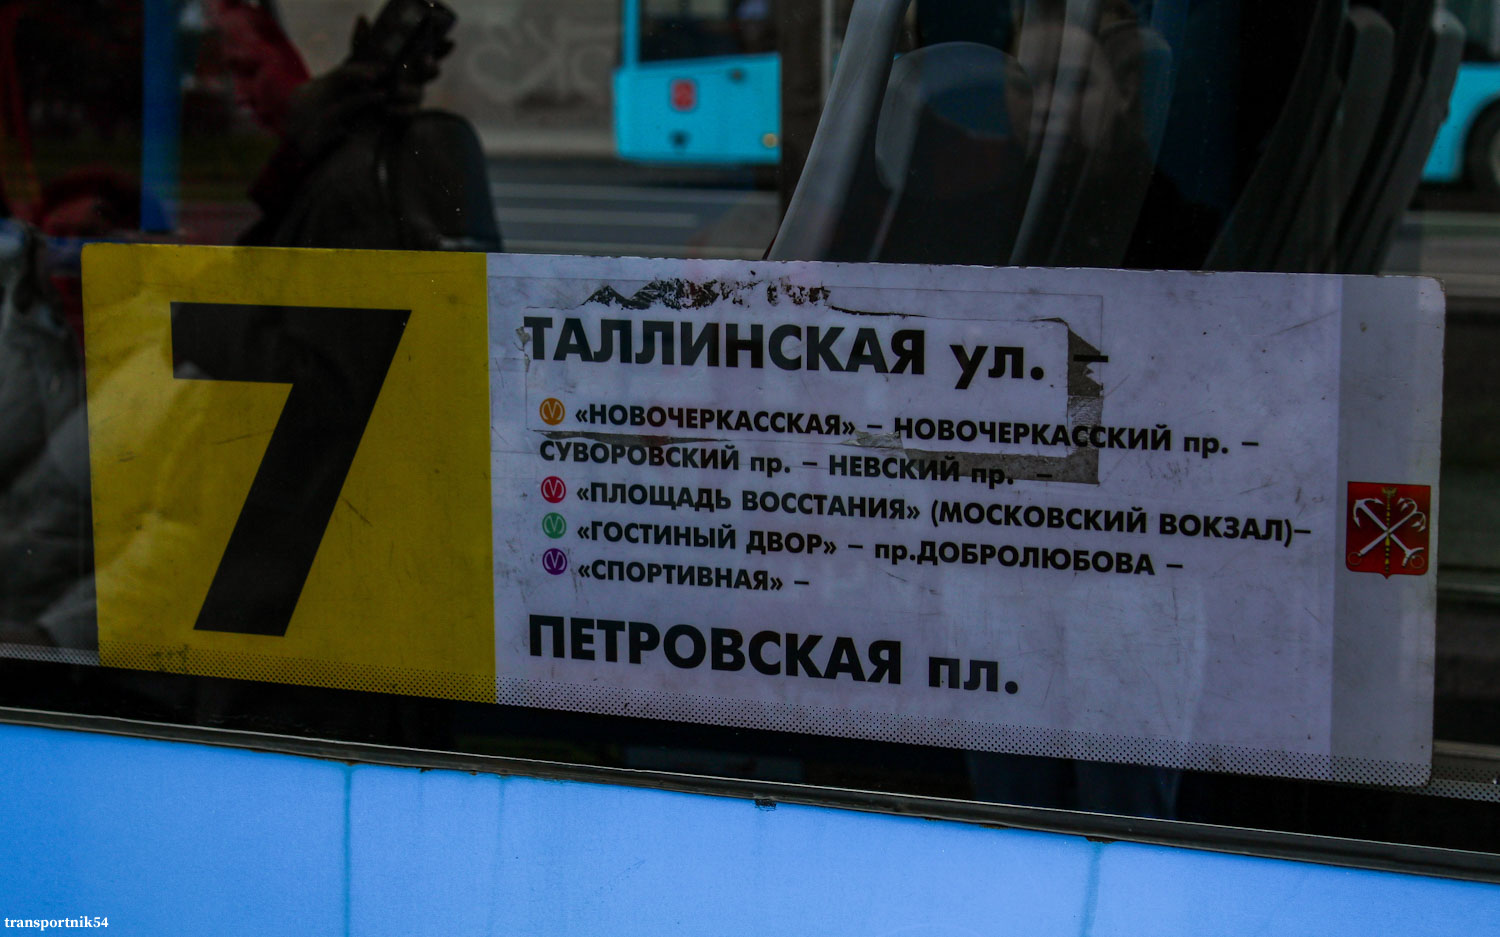 7
ТАЛЛИНСКАЯ ул. –
«НОВОЧЕРКАССКАЯ» – НОВОЧЕРКАССКИЙ пр. –
СУВОРОВСКИЙ пр. – НЕВСКИЙ пр. –
«ПЛОЩАДЬ ВОССТАНИЯ» (МОСКОВСКИЙ ВОКЗАЛ)–
«ГОСТИНЫЙ ДВОР» – пр.ДОБРОЛЮБОВА –
«СПОРТИВНАЯ» –
ПЕТРОВСКАЯ пл.
transportnik54